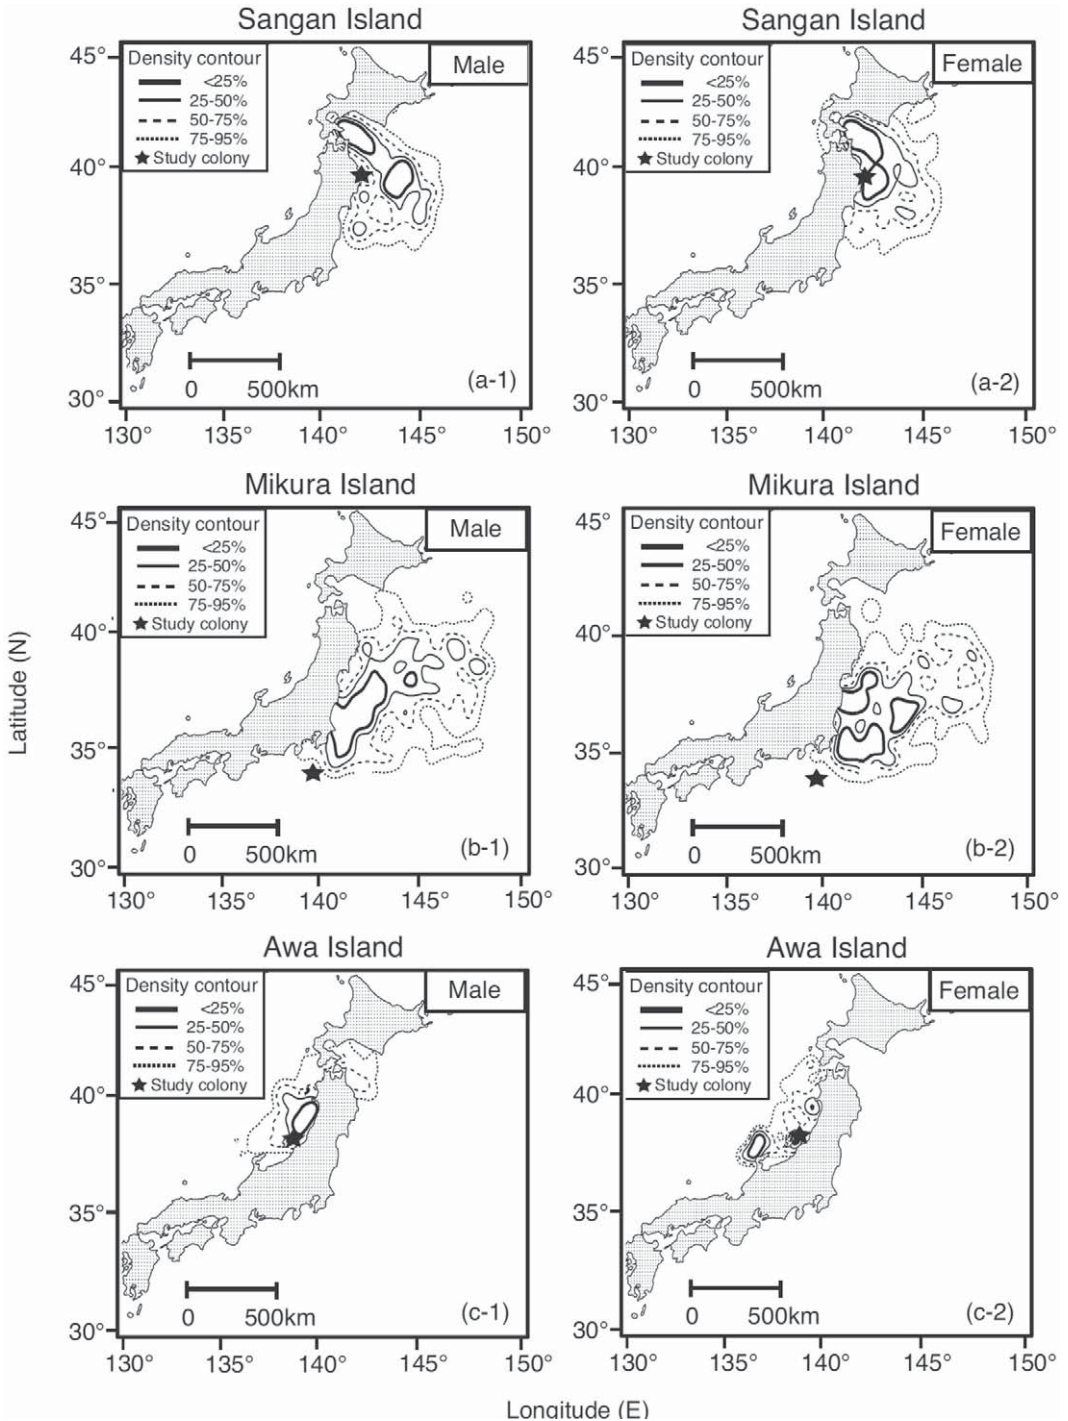 Sangan Island
Sangan Island
45°
40°
35°
30°
Density contour
<25%
25-50%
50-75%
75-95%
★ Study colony
Male
0 500km
(a-1)
130° 135° 140° 145° 150°
45°
40°
35°
30°
Density contour
<25%
25-50%
50-75%
75-95%
★ Study colony
Female
0 500km
(a-2)
130° 135° 140° 145° 150°
Mikura Island
Mikura Island
45°
40°
35°
30°
Density contour
<25%
25-50%
50-75%
75-95%
★ Study colony
Male
0 500km
(b-1)
130° 135° 140° 145° 150°
45°
40°
35°
30°
Density contour
<25%
25-50%
50-75%
75-95%
★ Study colony
Female
0 500km
(b-2)
130° 135° 140° 145° 150°
Awa Island
Awa Island
45°
40°
35°
30°
Density contour
<25%
25-50%
50-75%
75-95%
★ Study colony
Male
0 500km
(c-1)
130° 135° 140° 145° 150°
45°
40°
35°
30°
Density contour
<25%
25-50%
50-75%
75-95%
★ Study colony
Female
0 500km
(c-2)
130° 135° 140° 145° 150°
Latitude (N)
Longitude (E)